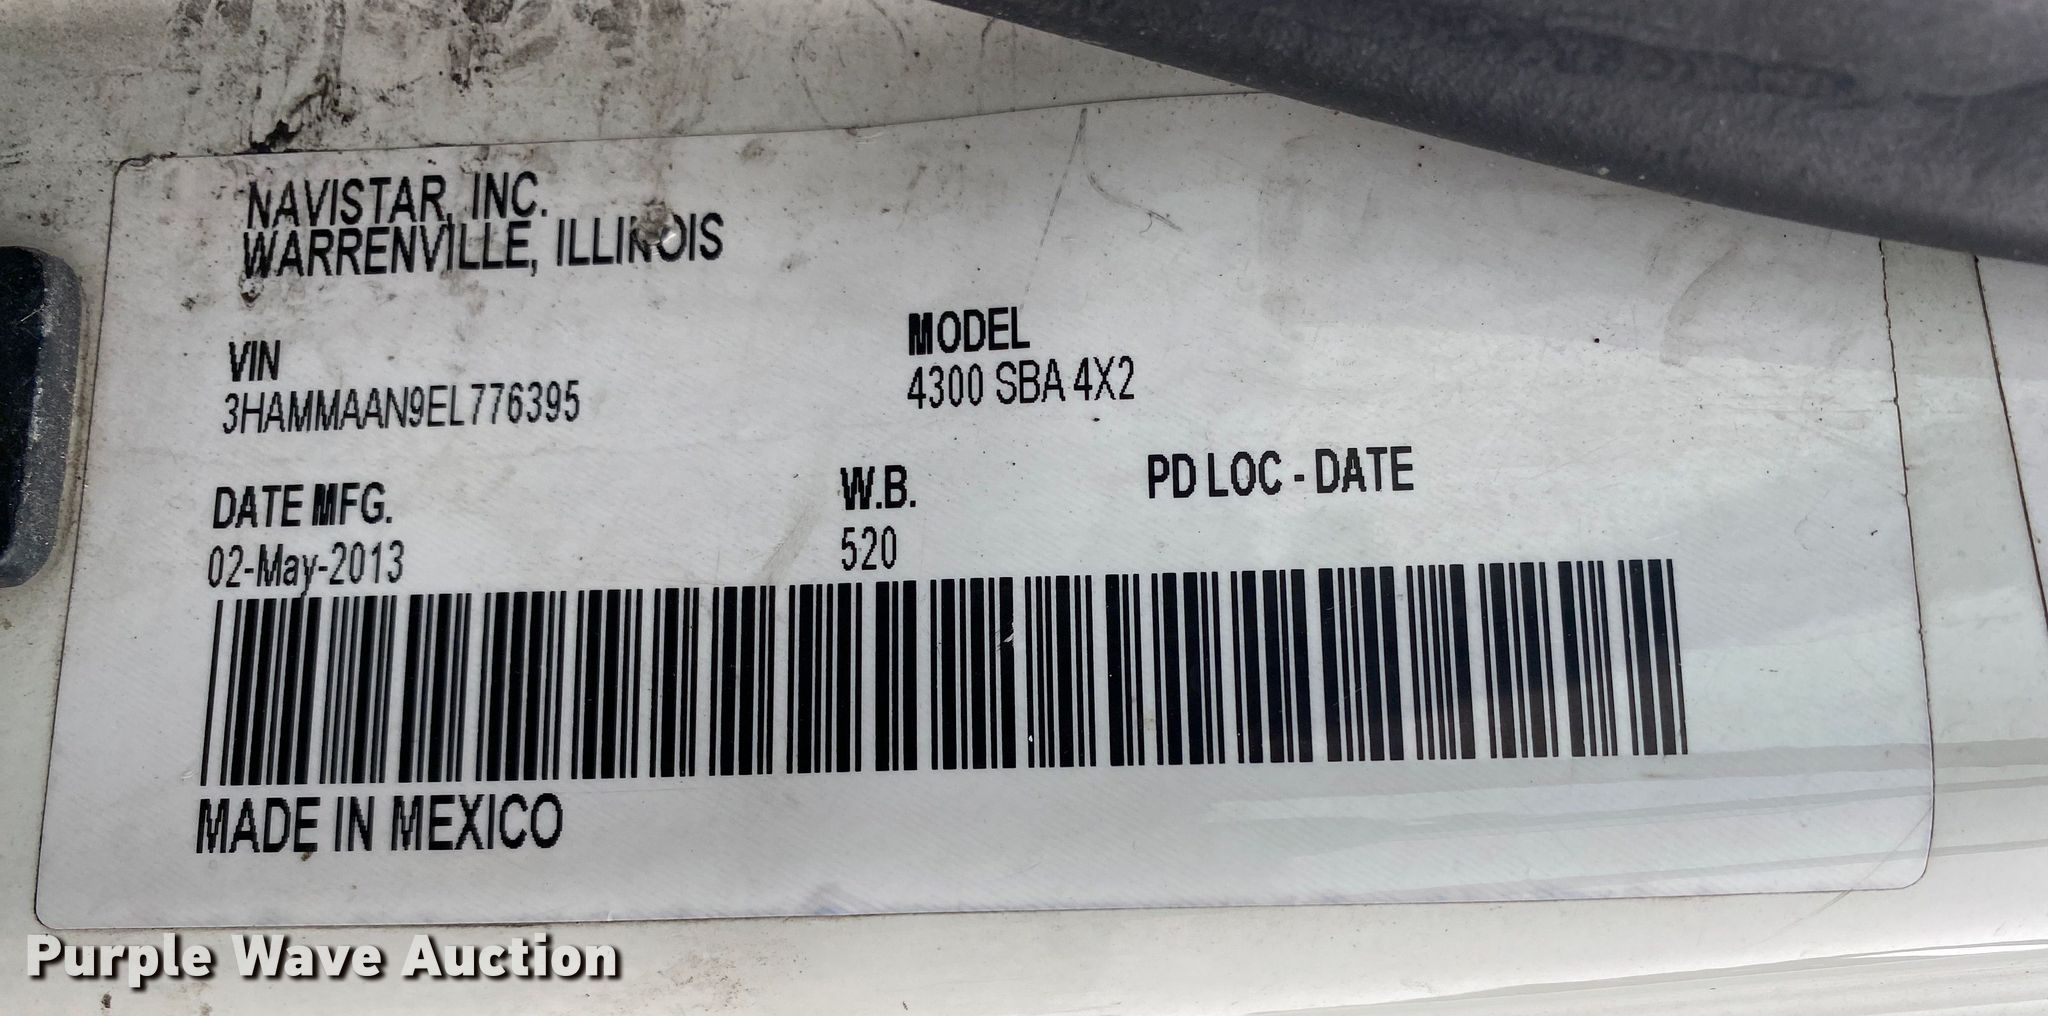 NAVISTAR, INC.
WARRENVILLE, ILLINOIS
VIN
3HAMMAAN9EL776395
MODEL
4300 SBA 4X2
DATE MFG.
02-May-2013
W.B.
520
PD LOC - DATE
MADE IN MEXICO
Purple Wave Auction